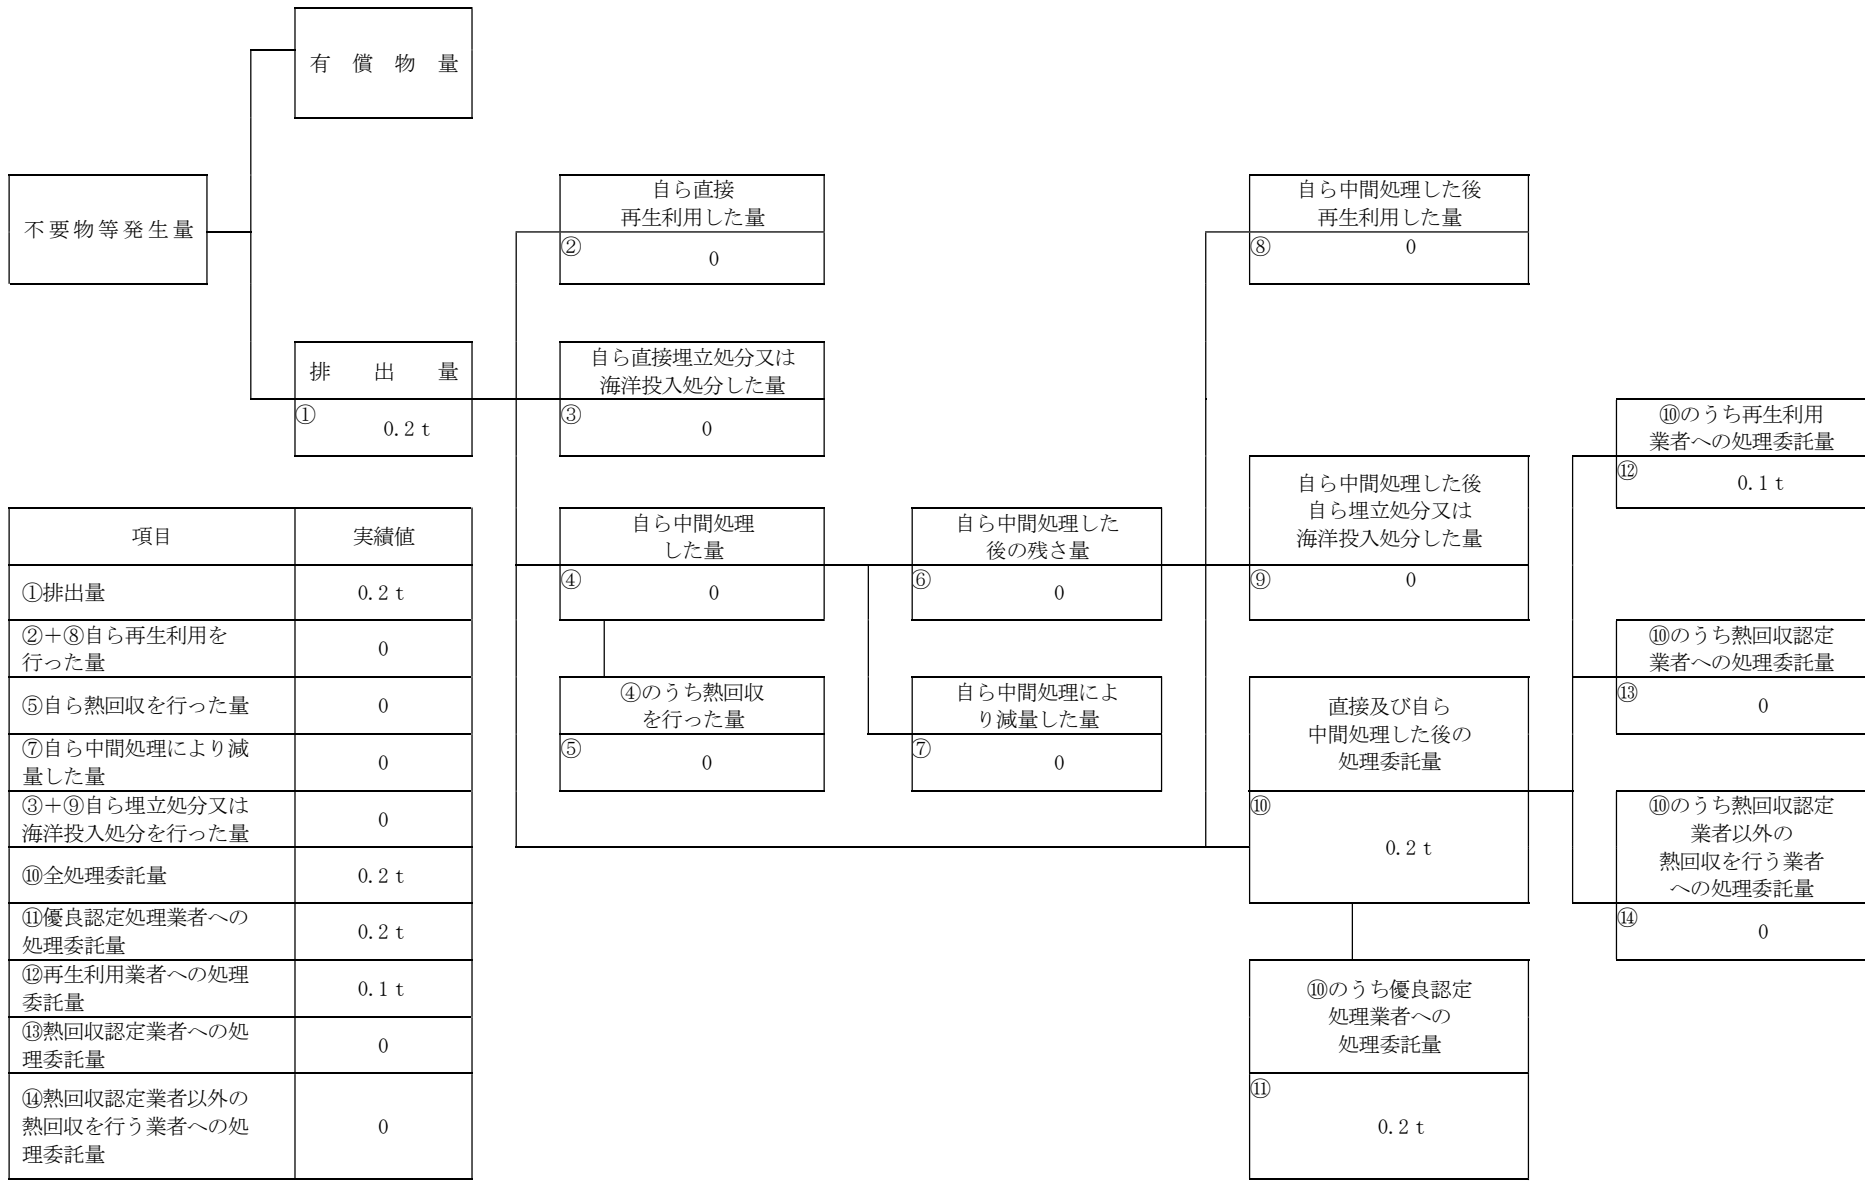 有償物量
不要物等発生量
排出量
① 0.2 t
自ら直接
再生利用した量
② 0
自ら直接埋立処分又は
海洋投入処分した量
③ 0
自ら中間処理
した量
④ 0
④のうち熱回収
を行った量
⑤ 0
自ら中間処理した
後の残さ量
⑥ 0
自ら中間処理によ
り減量した量
⑦ 0
自ら中間処理した後
再生利用した量
⑧ 0
自ら中間処理した後
自ら埋立処分又は
海洋投入処分した量
⑨ 0
直接及び自ら
中間処理した後の
処理委託量
⑩
0.2 t
⑩のうち優良認定
処理業者への
処理委託量
⑪
0.2 t
⑩のうち再生利用
業者への処理委託量
⑫ 0.1 t
⑩のうち熱回収認定
業者への処理委託量
⑬ 0
⑩のうち熱回収認定
業者以外の
熱回収を行う業者
への処理委託量
⑭ 0
項目 実績値
①排出量 0.2 t
②＋⑧自ら再生利用を
行った量
0
⑤自ら熱回収を行った量 0
⑦自ら中間処理により減
量した量
0
③＋⑨自ら埋立処分又は
海洋投入処分を行った量
0
⑩全処理委託量 0.2 t
⑪優良認定処理業者への
処理委託量
0.2 t
⑫再生利用業者への処理
委託量
0.1 t
⑬熱回収認定業者への処
理委託量
0
⑭熱回収認定業者以外の
熱回収を行う業者への処
理委託量
0